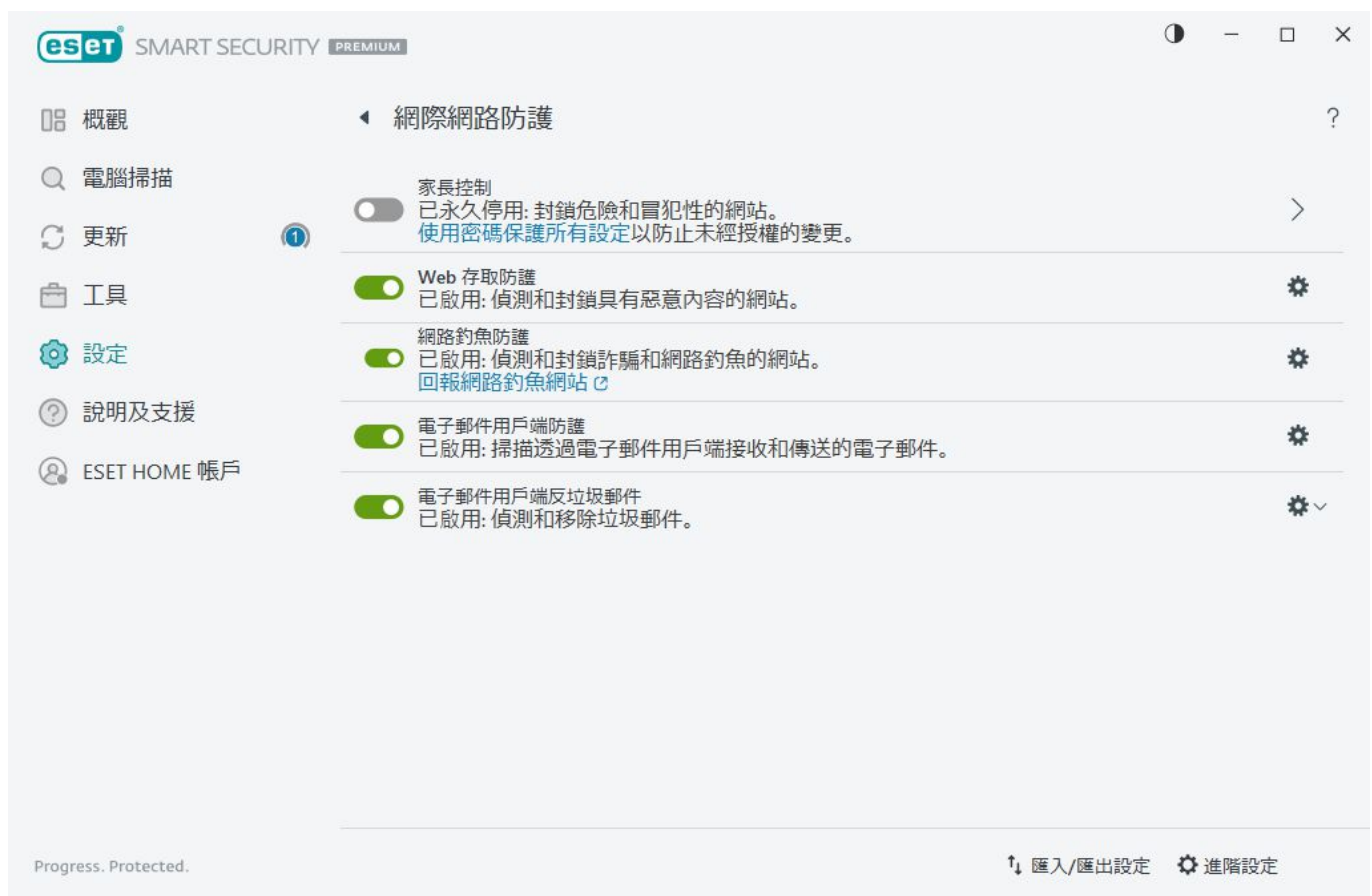 eseT® SMART SECURITY PREMIUM
概觀
電腦掃描
更新 1
工具
設定
說明及支援
ESET HOME 帳戶
網際網路防護 ?
家長控制
已永久停用: 封鎖危險和冒犯性的網站。
使用密碼保護所有設定以防止未經授權的變更。
Web 存取防護
已啟用: 偵測和封鎖具有惡意內容的網站。
網路釣魚防護
已啟用: 偵測和封鎖詐騙和網路釣魚的網站。
回報網路釣魚網站
電子郵件用戶端防護
已啟用: 掃描透過電子郵件用戶端接收和傳送的電子郵件。
電子郵件用戶端反垃圾郵件
已啟用: 偵測和移除垃圾郵件。
Progress. Protected.
匯入/匯出設定 進階設定